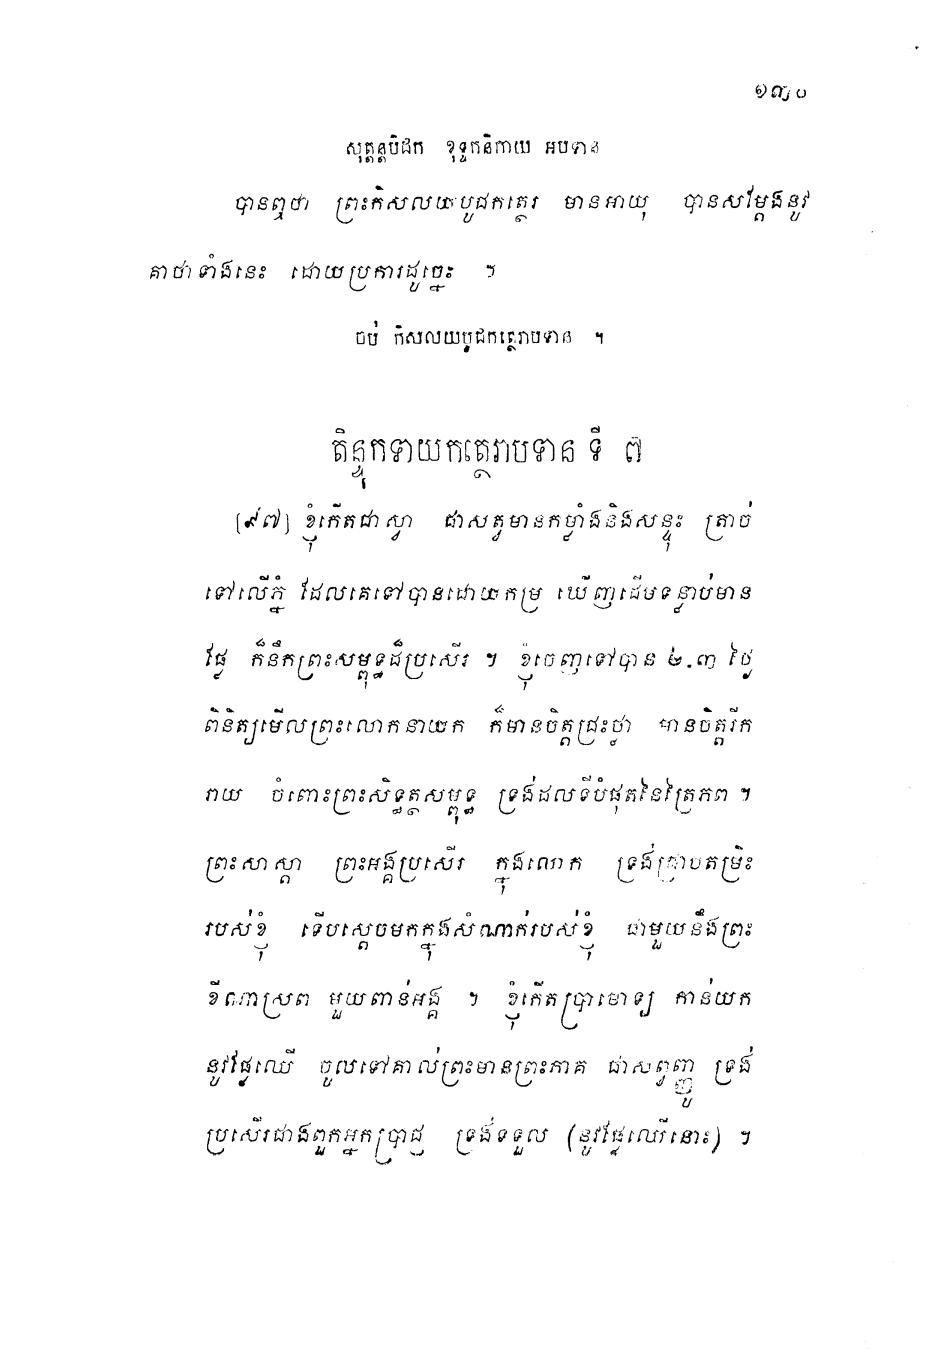 ១៣០
សុត្តន្តបិដក ខុទ្ទកនិកាយ អបទាន
បានឮថា ព្រះកិសលយបូជកត្ថេរ មានអាយុ បានសម្តែងនូវ
គាថាទាំងនេះ ដោយប្រការដូច្នេះ ។
ចប់ កិសលយបូជកត្ថេរាបទាន ។
តិន្ទុកទាយកត្ថេរាបទាន ទី ៧
[៩៧] ខ្ញុំកើតជាស្វា ជាសត្វមានកម្លាំងនិងសន្ទុះ ត្រាច់
ទៅលើភ្នំ ដែលគេទៅបានដោយកម្រ ឃើញដើមទន្លាប់មាន
ផ្លែ ក៏នឹកព្រះសម្ពុទ្ធដ៏ប្រសើរ ។ ខ្ញុំចេញទៅបាន ២.៣ ថ្ងៃ
ពិនិត្យមើលព្រះលោកនាយក ក៏មានចិត្តជ្រះថ្លា មានចិត្តរីក
រាយ ចំពោះព្រះសិទ្ធត្ថសម្ពុទ្ធ ទ្រង់ដល់ទីបំផុតនៃត្រៃភព ។
ព្រះសាស្តា ព្រះអង្គប្រសើរ ក្នុងលោក ទ្រង់ជ្រាបតម្រិះ
របស់ខ្ញុំ ទើបស្តេចមកក្នុងសំណាក់របស់ខ្ញុំ ជាមួយនឹងព្រះ
ខីណាស្រព មួយពាន់អង្គ ។ ខ្ញុំកើតប្រាមោទ្យ កាន់យក
នូវផ្លែឈើ ចូលទៅគាល់ព្រះមានព្រះភាគ ជាសព្វញ្ញូ ទ្រង់
ប្រសើរជាងពួកអ្នកប្រាជ្ញ ទ្រង់ទទួល (នូវផ្លែឈើនោះ) ។